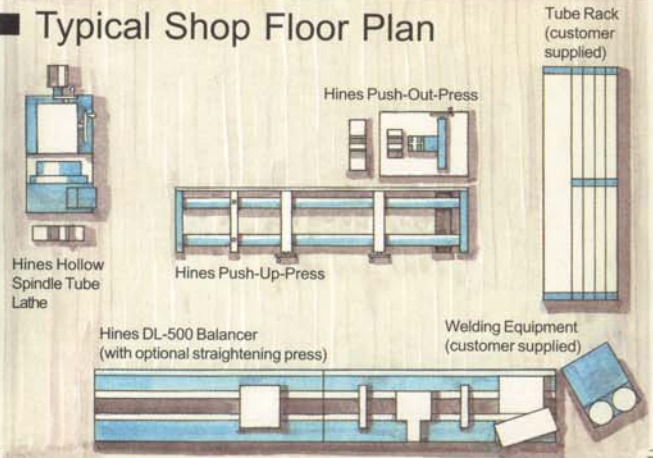 Typical Shop Floor Plan
Tube Rack
(customer
supplied)
Hines Push-Out-Press
Hines Hollow
Spindle Tube
Lathe
Hines Push-Up-Press
Hines DL-500 Balancer
(with optional straightening press)
Welding Equipment
(customer supplied)